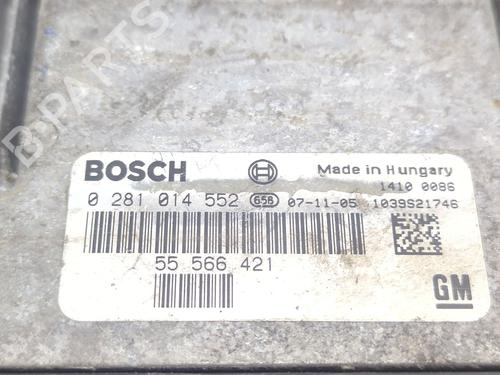 B-PARTS
BOSCH
Made in Hungary
1410 0086
0 281 014 552 G5B 07-11-05 1039S21746
55 566 421
GM